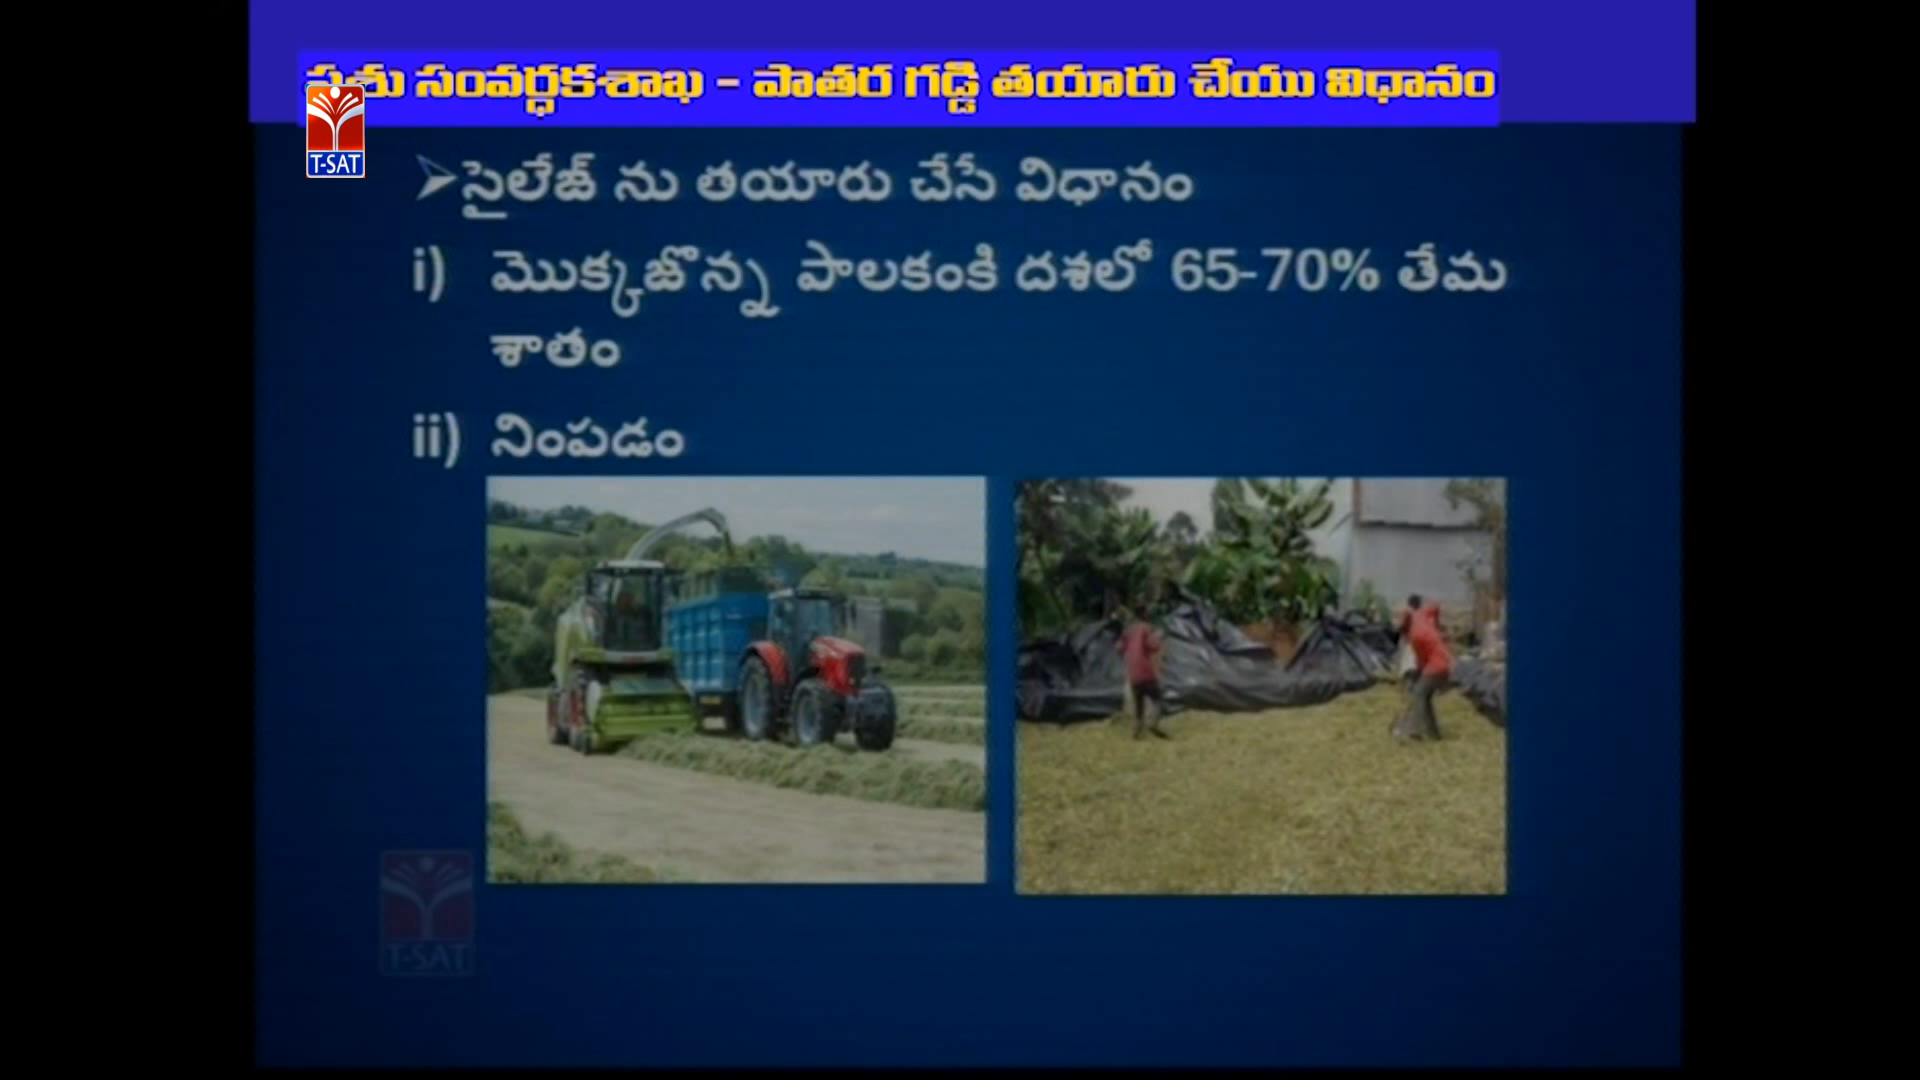 పశు సంవర్ధకశాఖ - పాతర గడ్డి తయారు చేయు విధానం
T-SAT
➤సైలేజ్ ను తయారు చేసే విధానం
i) మొక్కజొన్న పాలకంకి దశలో 65-70% తేమ
శాతం
ii) నింపడం
T-SAT